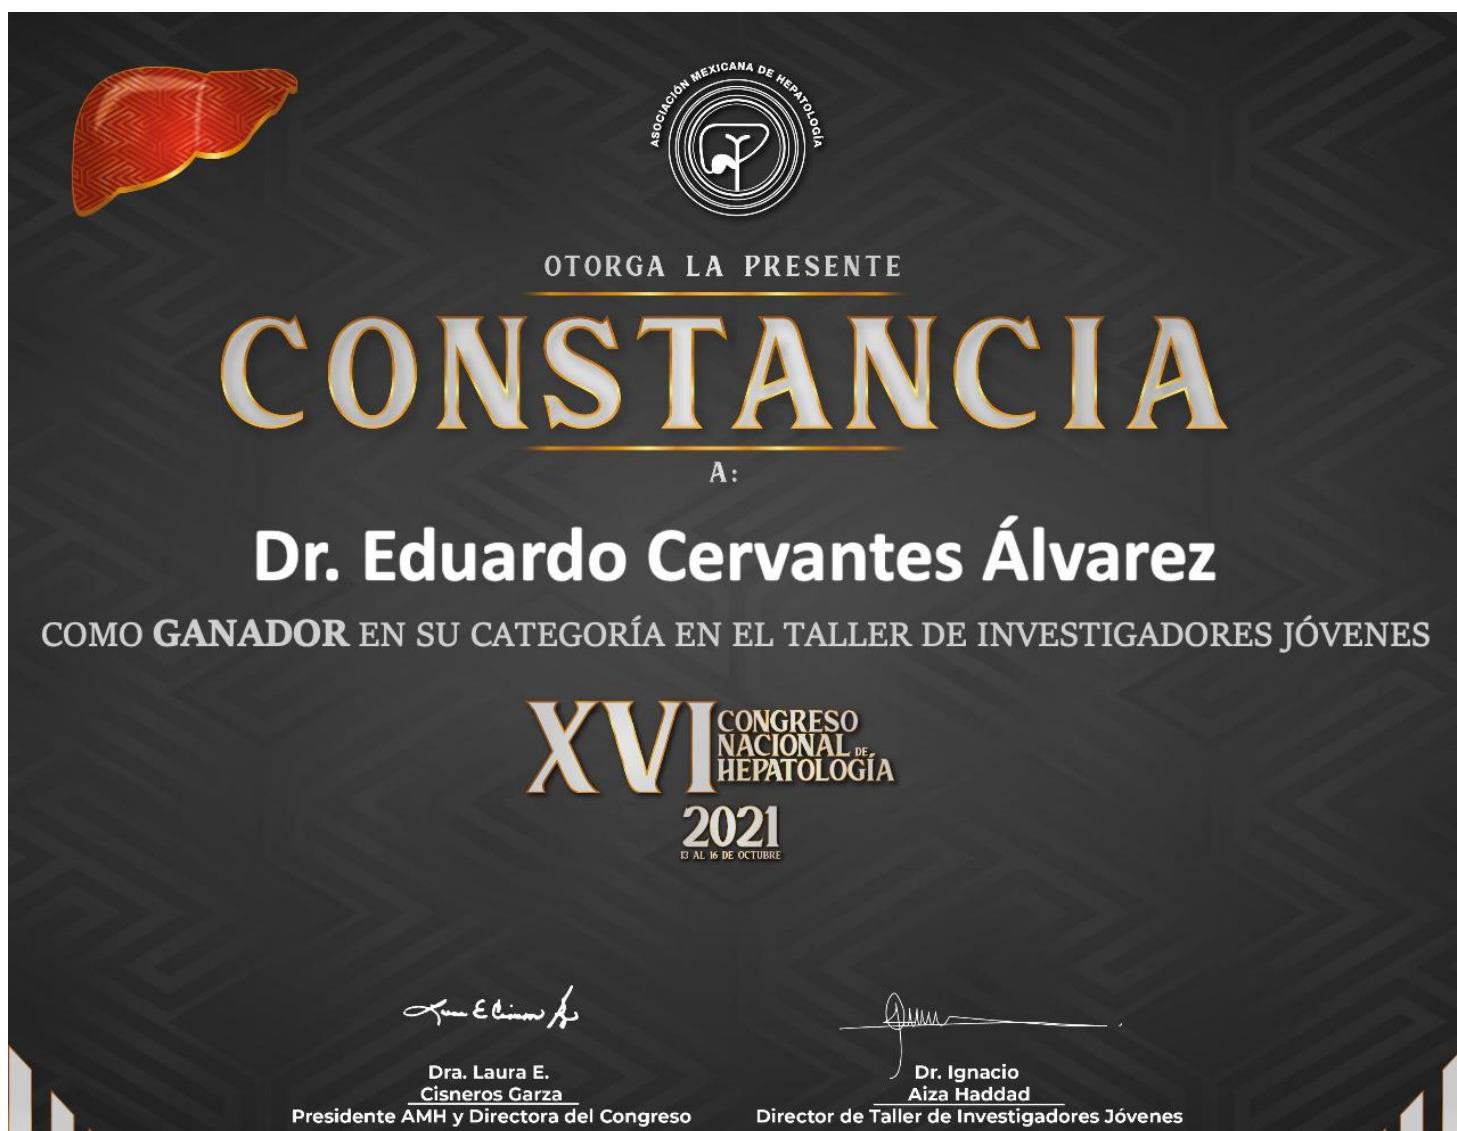 ASOCIACIÓN MEXICANA DE HEPATOLOGÍA
OTORGA LA PRESENTE
CONSTANCIA
A:
Dr. Eduardo Cervantes Álvarez
COMO GANADOR EN SU CATEGORÍA EN EL TALLER DE INVESTIGADORES JÓVENES
XVI
CONGRESO
NACIONAL DE
HEPATOLOGÍA
2021
13 AL 16 DE OCTUBRE
Dra. Laura E.
Cisneros Garza
Presidente AMH y Directora del Congreso
Dr. Ignacio
Aiza Haddad
Director de Taller de Investigadores Jóvenes